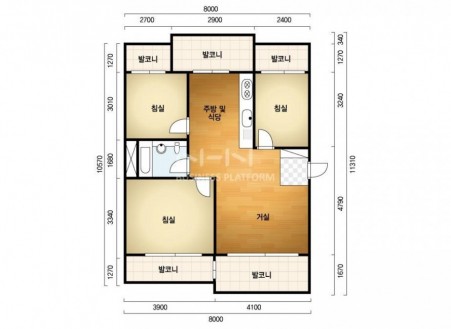 8000
2700 2900 2400
발코니 발코니 발코니
1270 340
1270
침실 주방 및
식당 침실
3010 3240
1660
10570 11310
N-HN
BUSINESS PLATFORM
침실 거실
3340 4790
발코니 발코니
1270 1670
3900 4100
8000